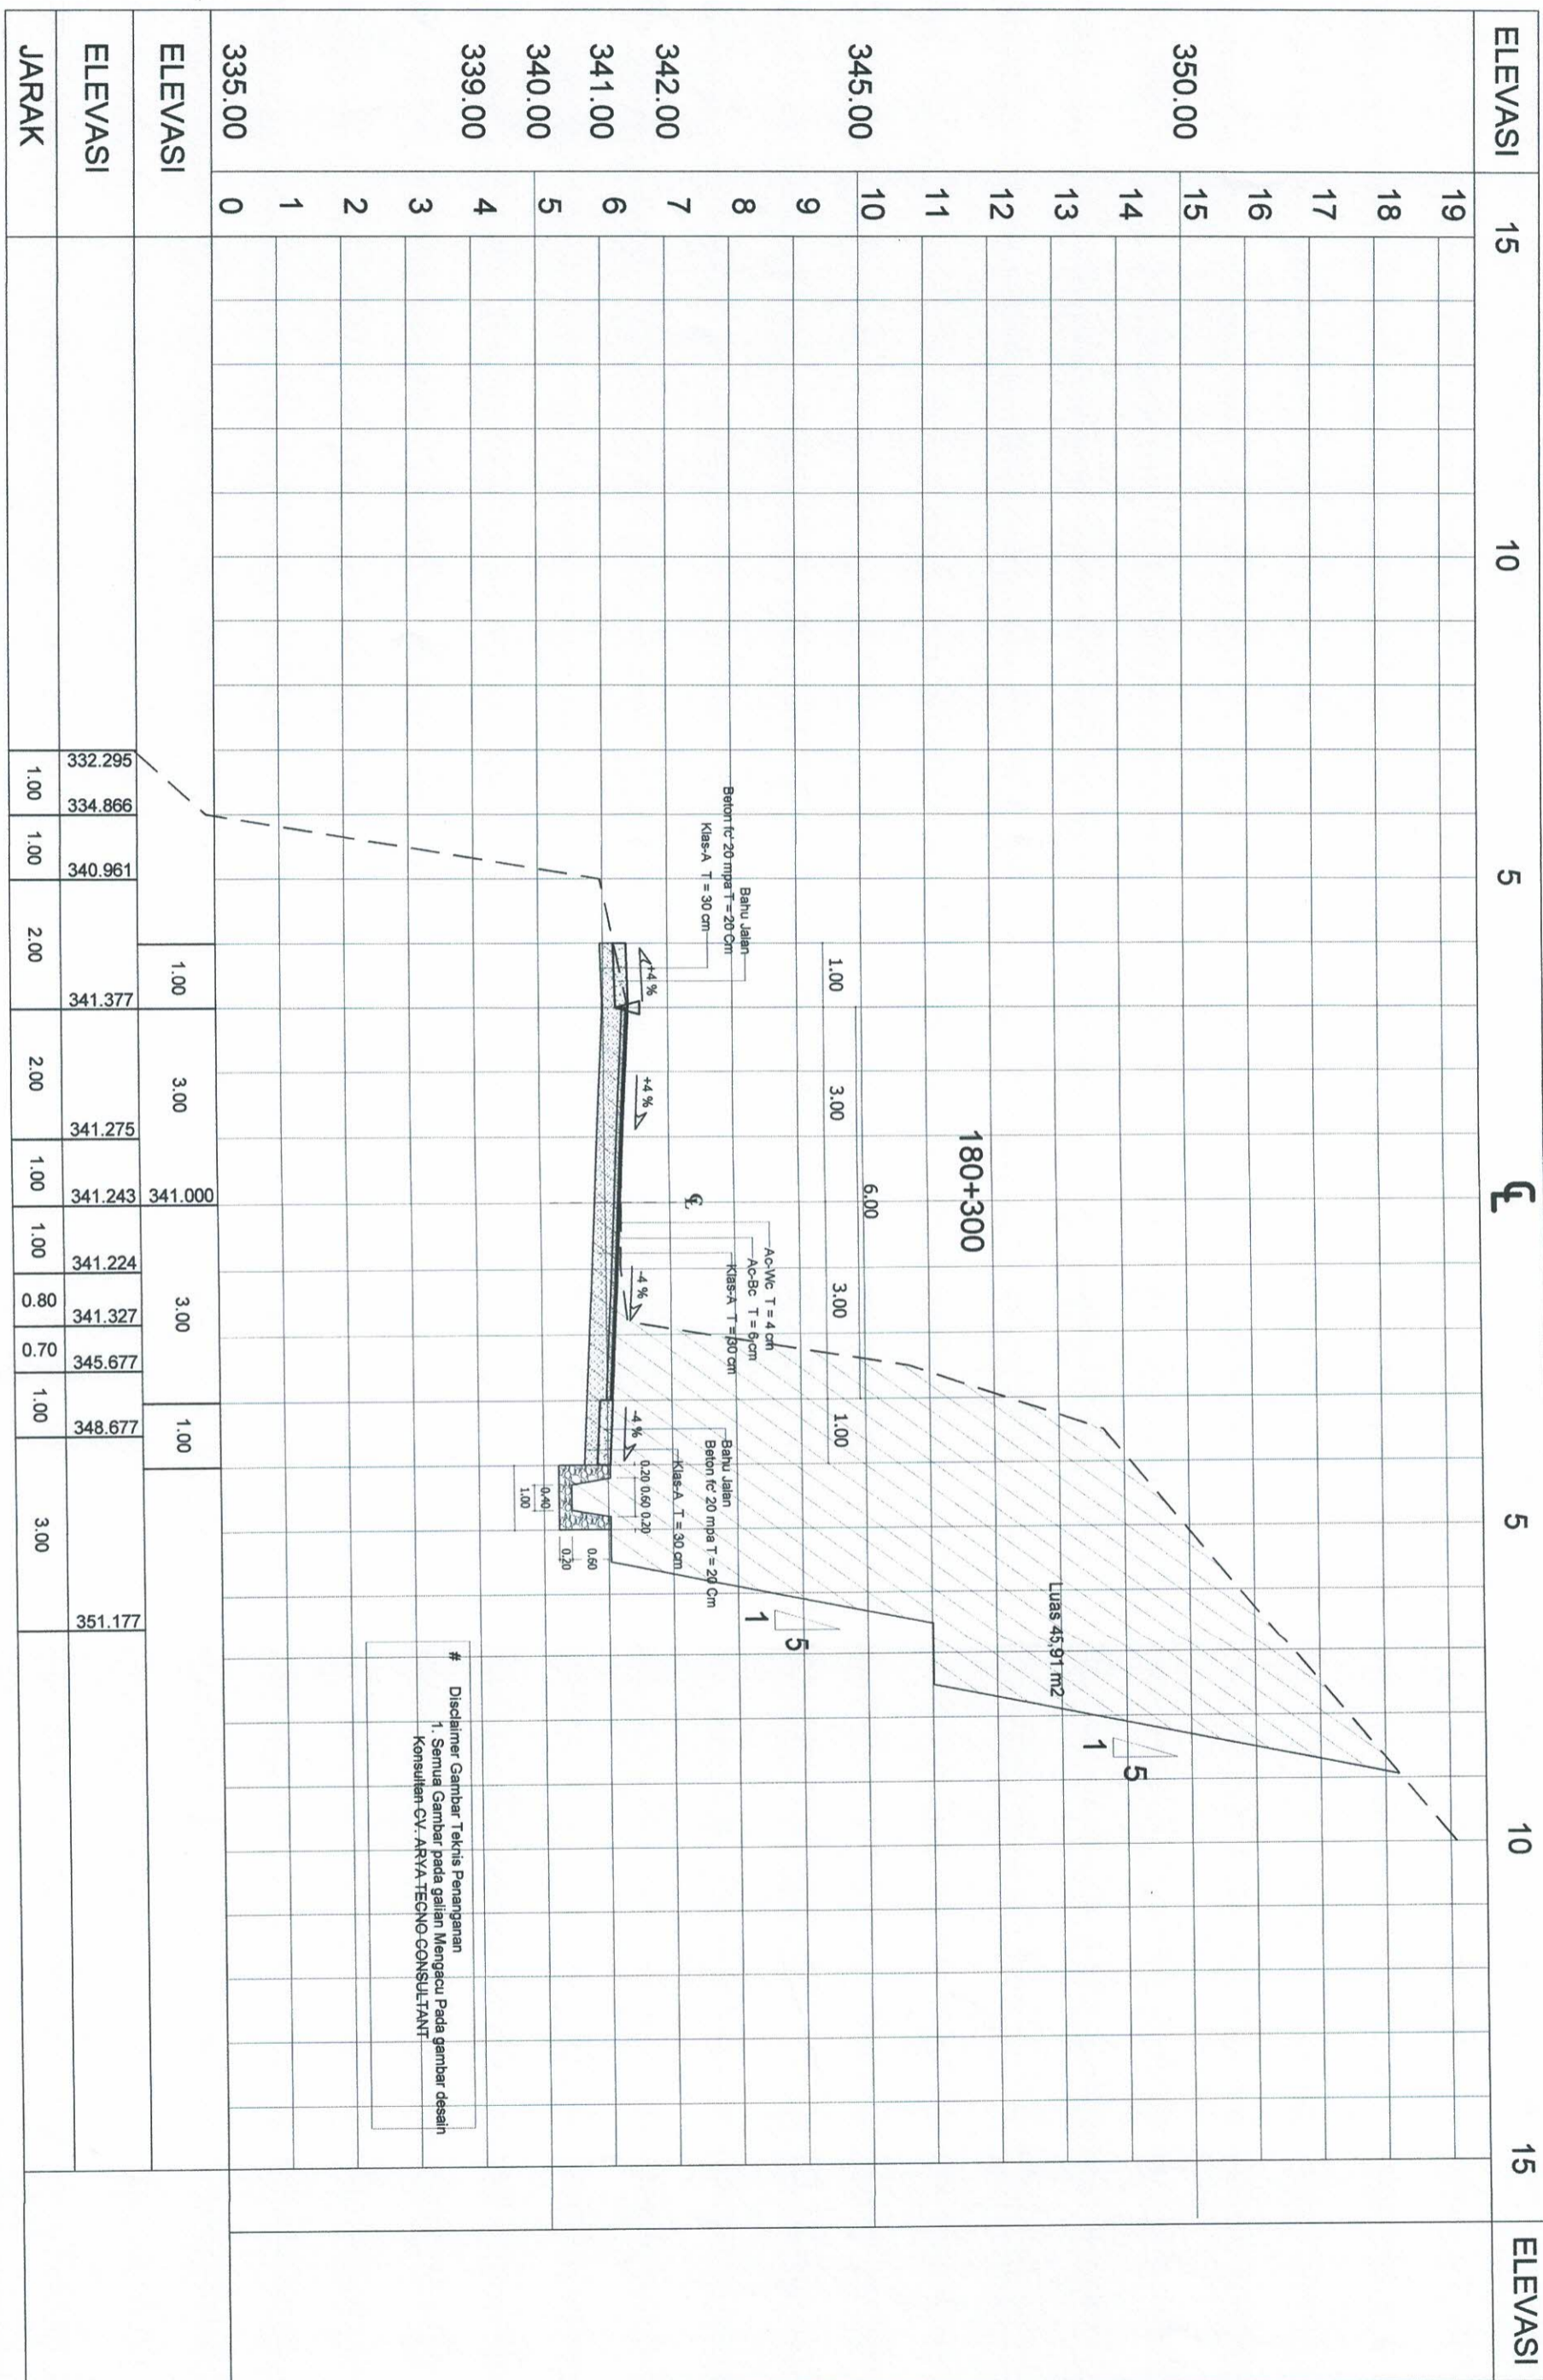 ELEVASI 15 10 5 ℄ 5 10 15 ELEVASI
19
18
17
16
350.00 15
14
13
12
11
345.00 10
9
8
342.00 7
341.00 6
340.00 5
339.00 4
3
2
1
335.00 0
180+300
6.00
1.00 3.00 3.00 1.00
Bahu Jalan
Beton fc' 20 mpa T = 20 Cm
Klas-A T = 30 cm
Ac-Wc T = 4 cm
Ac-Bc T = 6 cm
Klas-A T = 30 cm
Bahu Jalan
Beton fc' 20 mpa T = 20 Cm
Klas-A T = 30 cm
℄
+4 % +4 % -4 % -4 %
0.20 0.60 0.20
0.60
0.20
0.40
1.00
Luas 45,91 m2
5
1
5
1
# Disclaimer Gambar Teknis Penanganan
1. Semua Gambar pada galian Mengacu Pada gambar desain
Konsultan CV. ARYA TECNO CONSULTANT
ELEVASI 1.00 3.00 341.000 3.00 1.00
ELEVASI 332.295 334.866 340.961 341.377 341.275 341.243 341.224 341.327 345.677 348.677 351.177
JARAK 1.00 1.00 2.00 2.00 1.00 1.00 0.80 0.70 1.00 3.00